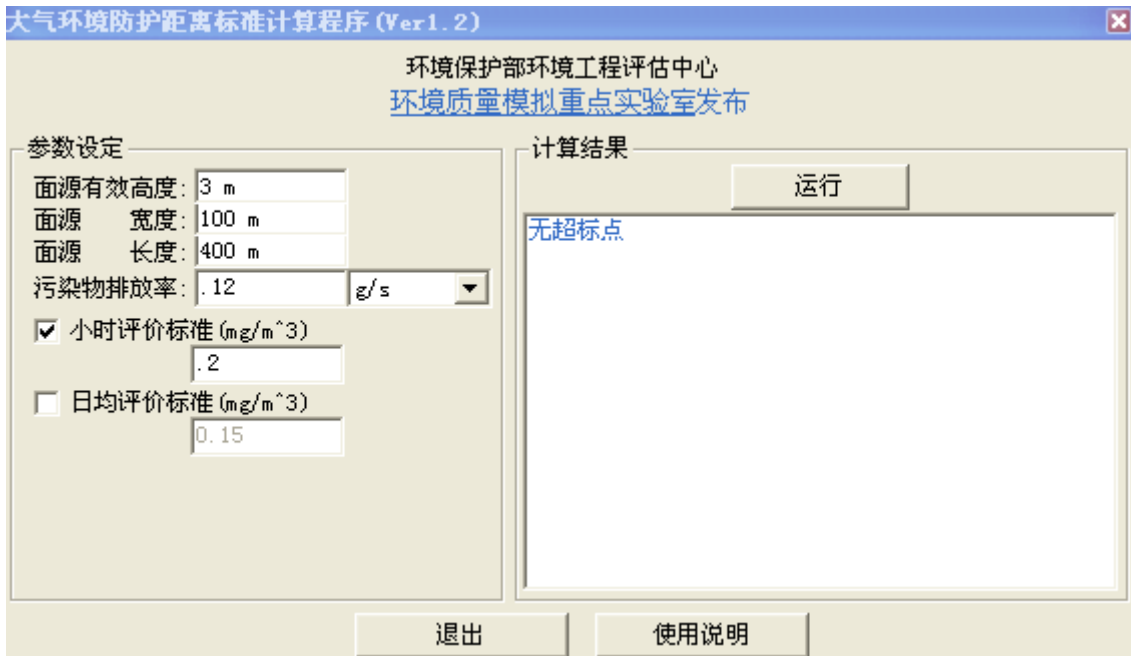 大气环境防护距离标准计算程序(Ver1.2)
环境保护部环境工程评估中心
环境质量模拟重点实验室发布
参数设定
面源有效高度: 3 m
面源 宽度: 100 m
面源 长度: 400 m
污染物排放率: .12 g/s
小时评价标准(mg/m^3)
.2
日均评价标准(mg/m^3)
0.15
计算结果
运行
无超标点
退出
使用说明